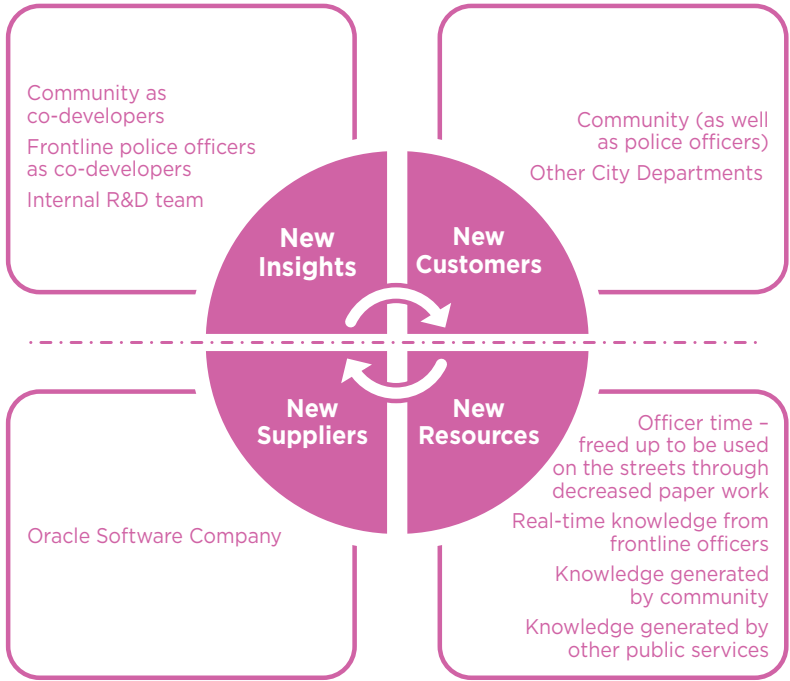 Community as
co-developers
Frontline police officers
as co-developers
Internal R&D team
Community (as well
as police officers)
Other City Departments
New
Insights
New
Customers
New
Suppliers
New
Resources
Oracle Software Company
Officer time –
freed up to be used
on the streets through
decreased paper work
Real-time knowledge from
frontline officers
Knowledge generated
by community
Knowledge generated by
other public services